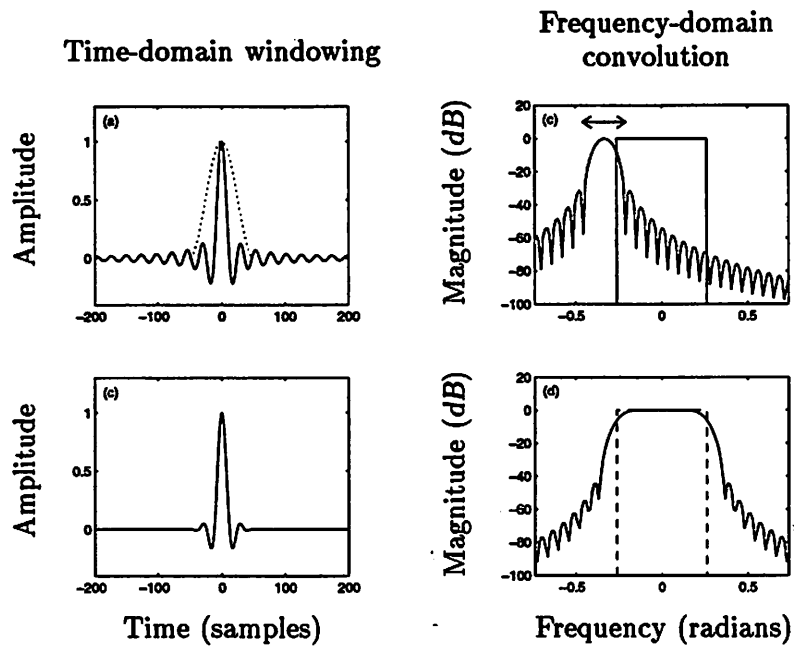 Time-domain windowing
Frequency-domain
convolution
(a)
Amplitude
1
0.5
0
−200
−100
0
100
200
(c)
Magnitude (dB)
20
0
−20
−40
−60
−80
−100
−0.5
0
0.5
(c)
Amplitude
1
0.5
0
−200
−100
0
100
200
Time (samples)
(d)
Magnitude (dB)
20
0
−20
−40
−60
−80
−100
−0.5
0
0.5
Frequency (radians)